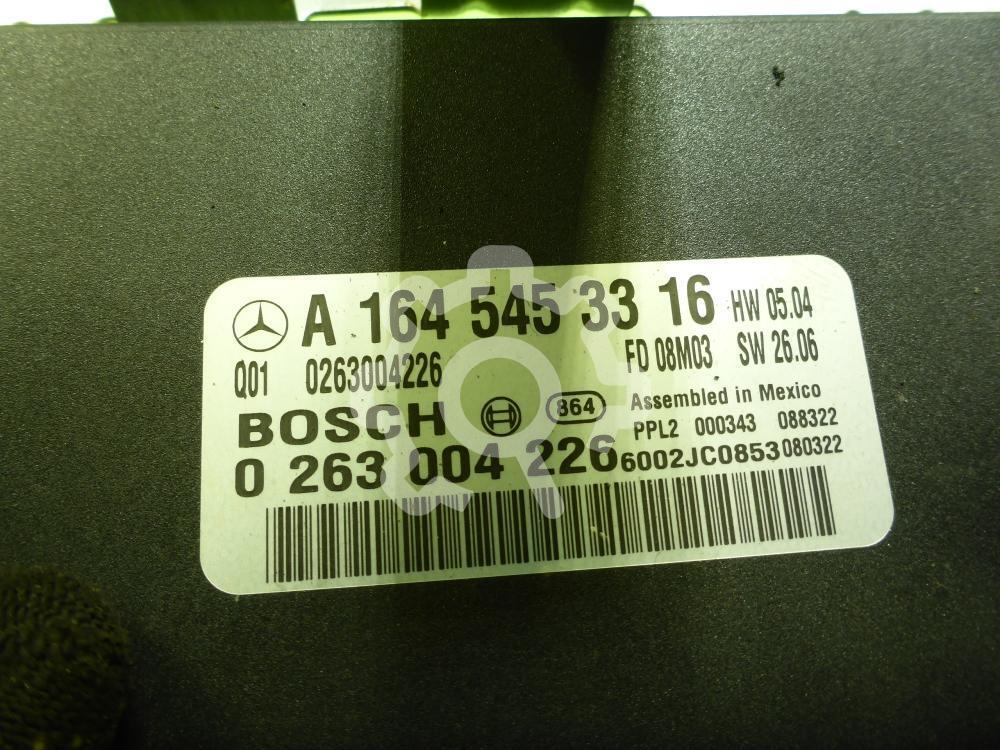 A 164 545 33 16 HW 05.04
Q01 0263004226 FD 08M03 SW 26.06
BOSCH 864 Assembled in Mexico
PPL2 000343 088322
0 263 004 226 6002JC0853 080322